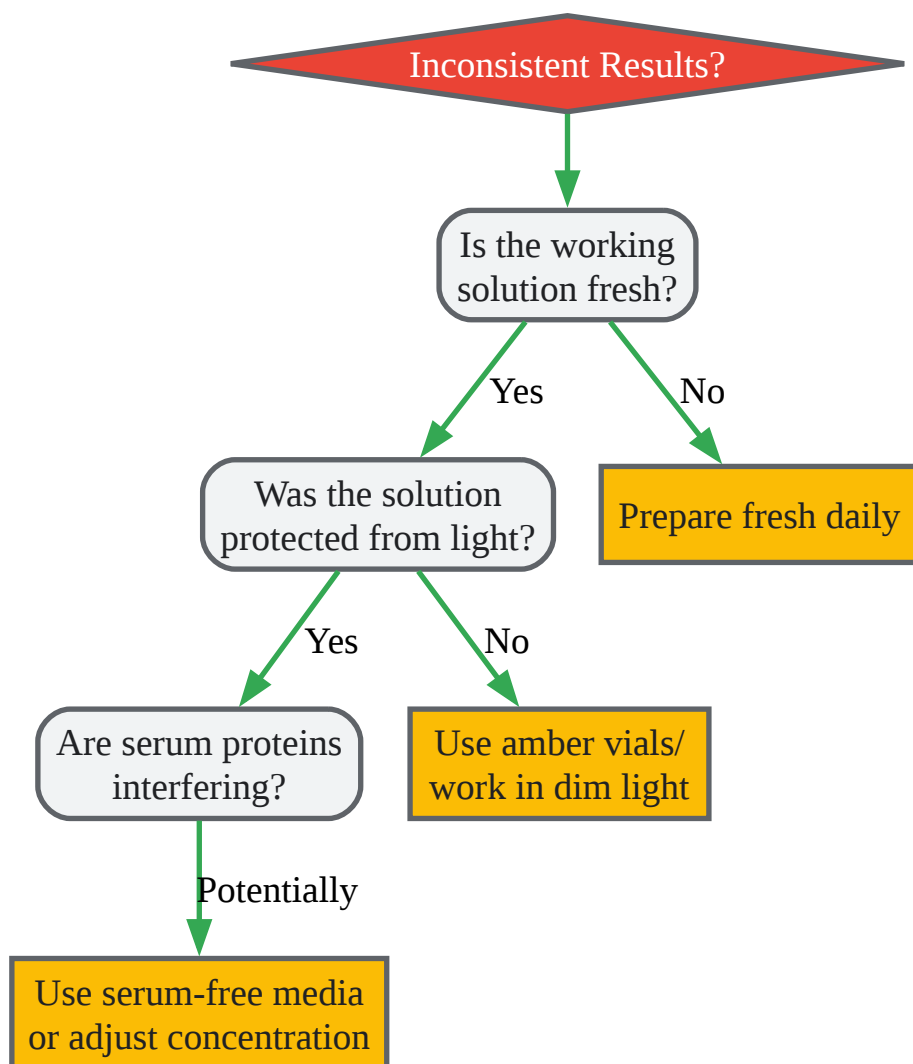 Inconsistent Results?
Is the working
solution fresh?
Yes
No
Was the solution
protected from light?
Prepare fresh daily
Yes
No
Are serum proteins
interfering?
Use amber vials/
work in dim light
Potentially
Use serum-free media
or adjust concentration